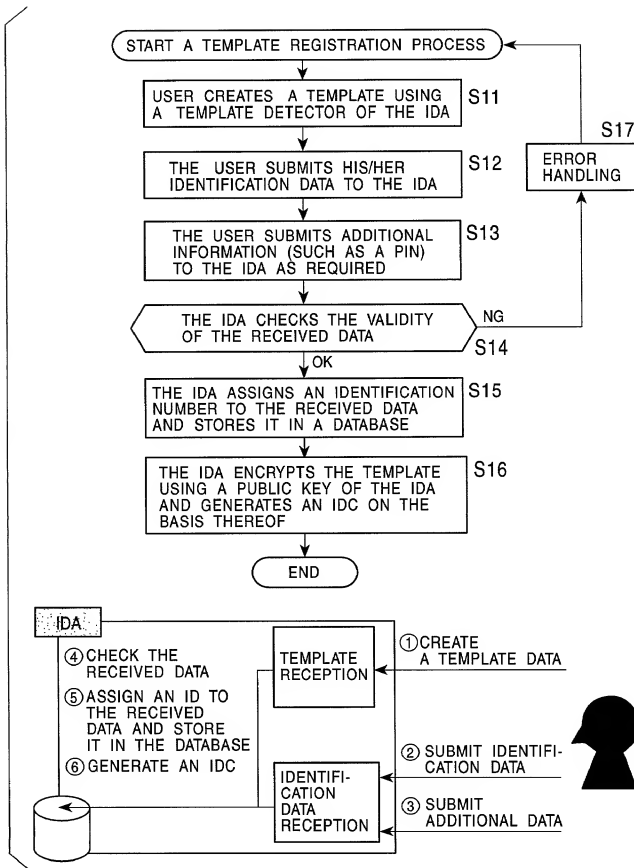 START A TEMPLATE REGISTRATION PROCESS
USER CREATES A TEMPLATE USING
A TEMPLATE DETECTOR OF THE IDA
S11
THE USER SUBMITS HIS/HER
IDENTIFICATION DATA TO THE IDA
S12
THE USER SUBMITS ADDITIONAL
INFORMATION (SUCH AS A PIN)
TO THE IDA AS REQUIRED
S13
THE IDA CHECKS THE VALIDITY
OF THE RECEIVED DATA
NG
S14
OK
S17
ERROR
HANDLING
THE IDA ASSIGNS AN IDENTIFICATION
NUMBER TO THE RECEIVED DATA
AND STORES IT IN A DATABASE
S15
THE IDA ENCRYPTS THE TEMPLATE
USING A PUBLIC KEY OF THE IDA
AND GENERATES AN IDC ON THE
BASIS THEREOF
S16
END
IDA
④ CHECK THE
RECEIVED DATA
⑤ ASSIGN AN ID TO
THE RECEIVED
DATA AND STORE
IT IN THE DATABASE
⑥ GENERATE AN IDC
TEMPLATE
RECEPTION
IDENTIFI-
CATION
DATA
RECEPTION
① CREATE
A TEMPLATE DATA
② SUBMIT IDENTIFI-
CATION DATA
③ SUBMIT
ADDITIONAL DATA